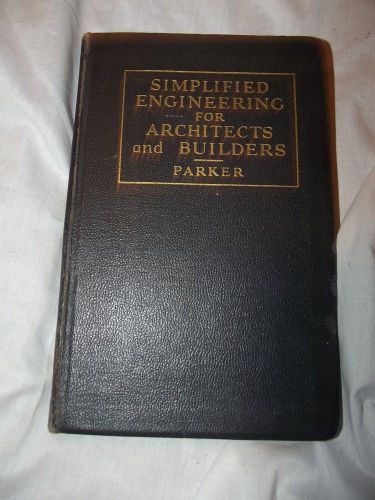 SIMPLIFIED
ENGINEERING
FOR
ARCHITECTS
and BUILDERS
PARKER